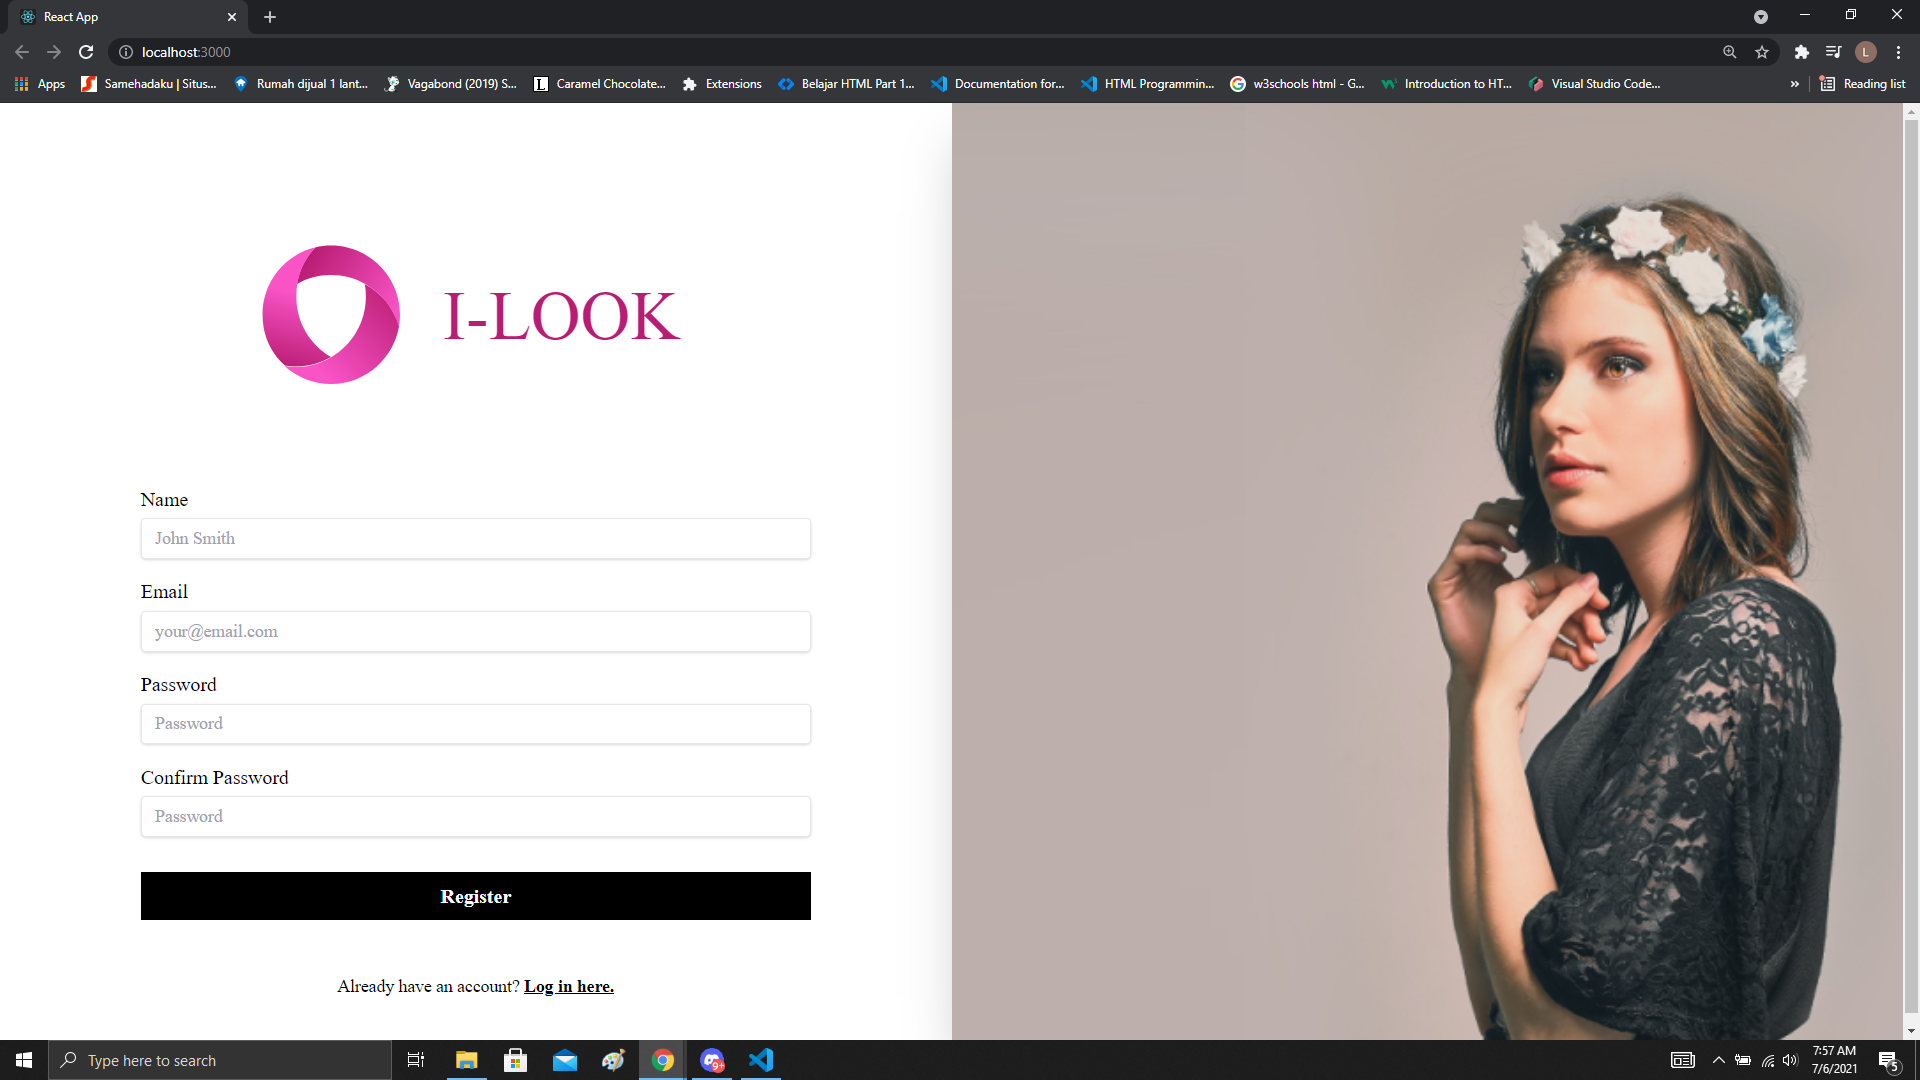 React App
localhost:3000
L
Apps
Samehadaku | Situs...
Rumah dijual 1 lant...
Vagabond (2019) S...
Caramel Chocolate...
Extensions
Belajar HTML Part 1...
Documentation for...
HTML Programmin...
w3schools html - G...
Introduction to HT...
Visual Studio Code...
»
Reading list
I-LOOK
Name
John Smith
Email
your@email.com
Password
Password
Confirm Password
Password
Register
Already have an account? Log in here.
Type here to search
9+
7:57 AM
7/6/2021
5